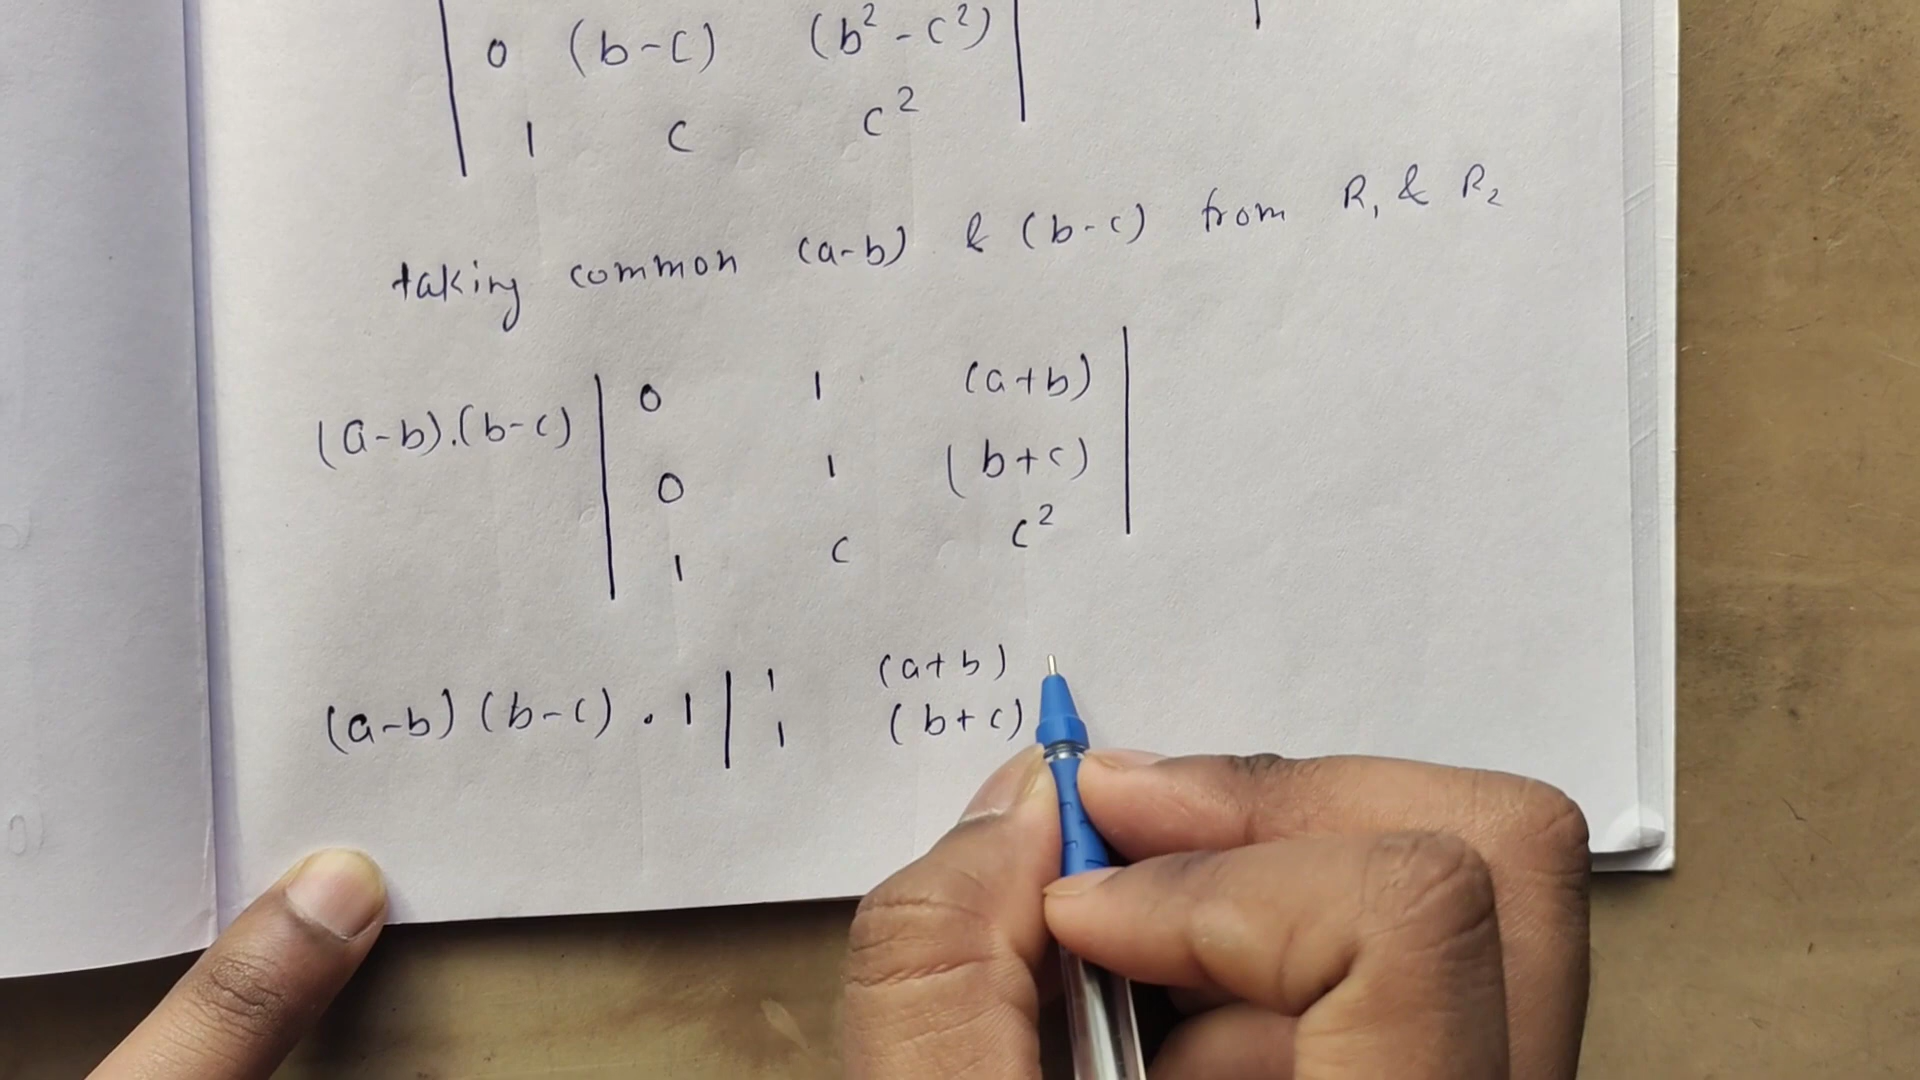 0 (b-c) (b²-c²)
1 c c²
taking common (a-b) & (b-c) from R₁ & R₂
(a-b).(b-c) | 0 1 (a+b) |
0 1 (b+c)
1 c c²
(a-b) (b-c) . 1 | 1 (a+b)
1 (b+c)